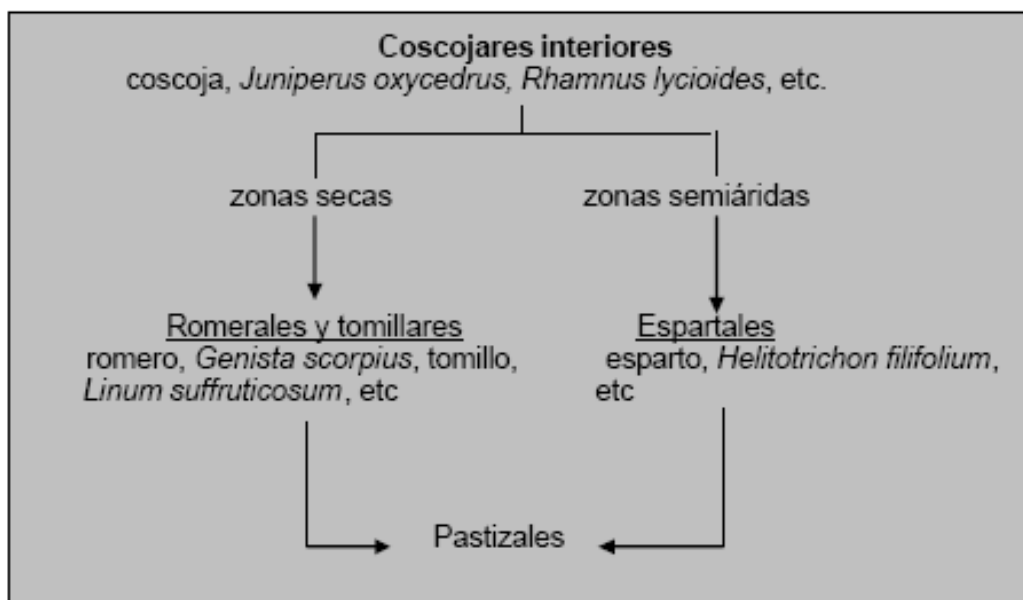 Coscojares interiores
coscoja, Juniperus oxycedrus, Rhamnus lycioides, etc.
zonas secas
zonas semiáridas
Romerales y tomillares
romero, Genista scorpius, tomillo,
Linum suffruticosum, etc
Espartales
esparto, Helitotrichon filifolium,
etc
Pastizales